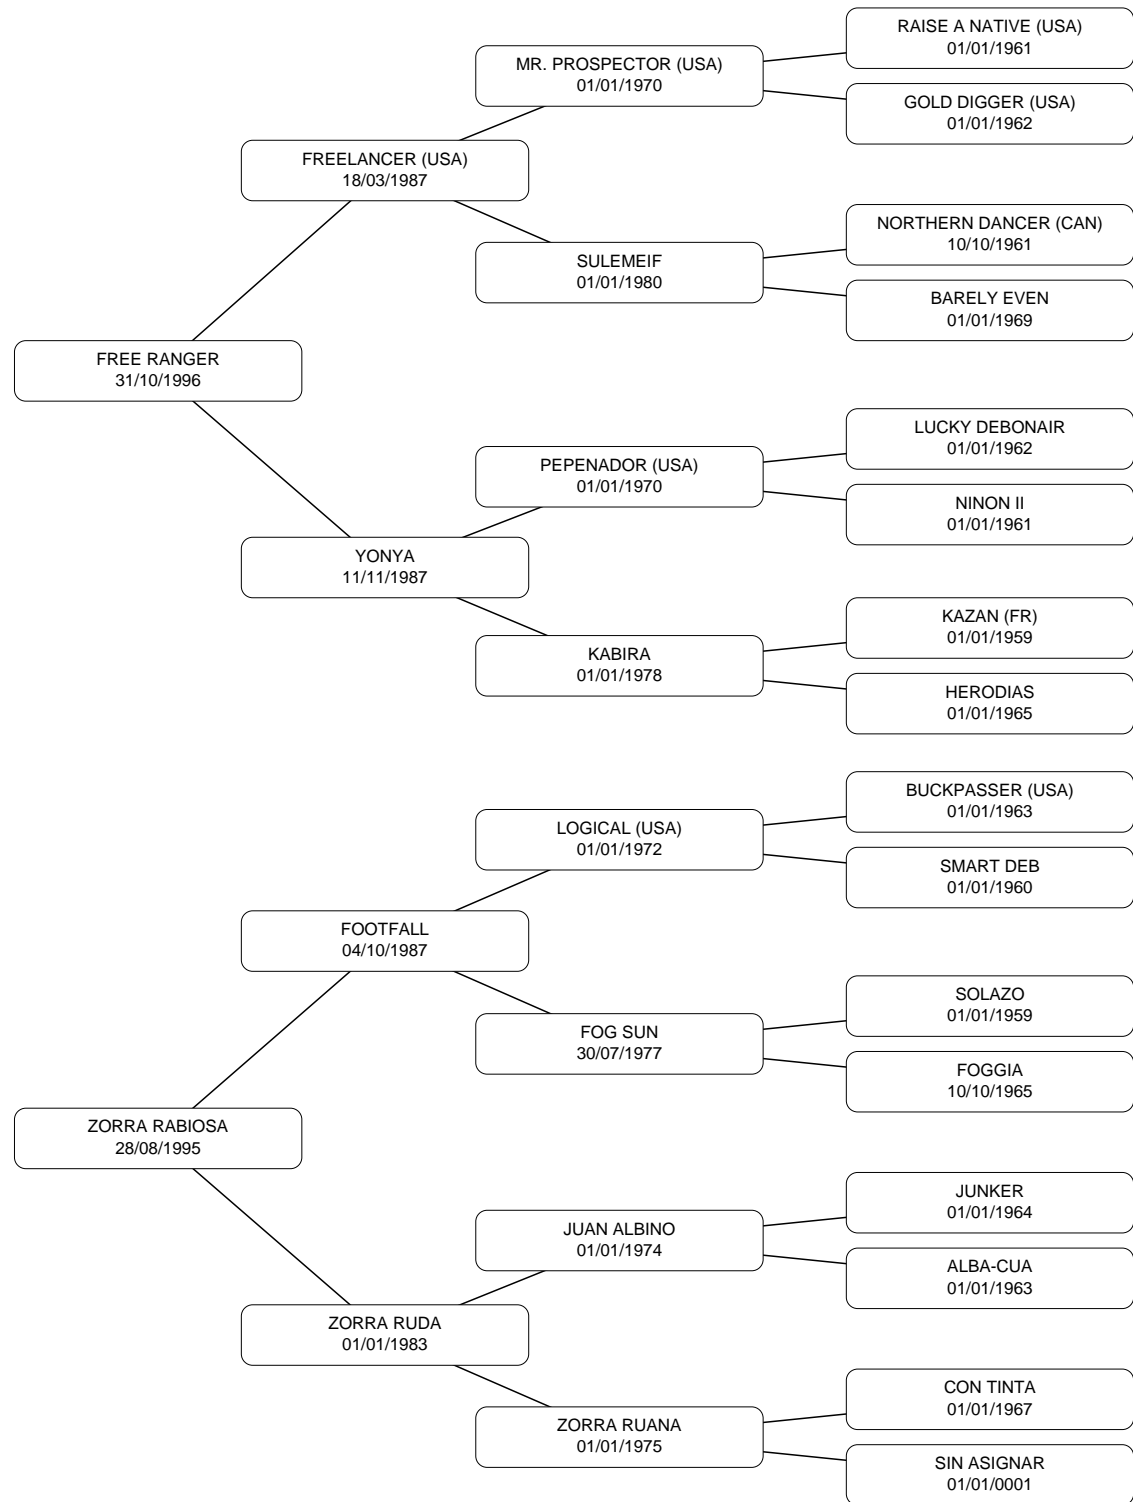 RAISE A NATIVE (USA)
01/01/1961
MR. PROSPECTOR (USA)
01/01/1970
GOLD DIGGER (USA)
01/01/1962
FREELANCER (USA)
18/03/1987
NORTHERN DANCER (CAN)
10/10/1961
SULEMEIF
01/01/1980
BARELY EVEN
01/01/1969
FREE RANGER
31/10/1996
LUCKY DEBONAIR
01/01/1962
PEPENADOR (USA)
01/01/1970
NINON II
01/01/1961
YONYA
11/11/1987
KAZAN (FR)
01/01/1959
KABIRA
01/01/1978
HERODIAS
01/01/1965
BUCKPASSER (USA)
01/01/1963
LOGICAL (USA)
01/01/1972
SMART DEB
01/01/1960
FOOTFALL
04/10/1987
SOLAZO
01/01/1959
FOG SUN
30/07/1977
FOGGIA
10/10/1965
ZORRA RABIOSA
28/08/1995
JUNKER
01/01/1964
JUAN ALBINO
01/01/1974
ALBA-CUA
01/01/1963
ZORRA RUDA
01/01/1983
CON TINTA
01/01/1967
ZORRA RUANA
01/01/1975
SIN ASIGNAR
01/01/0001